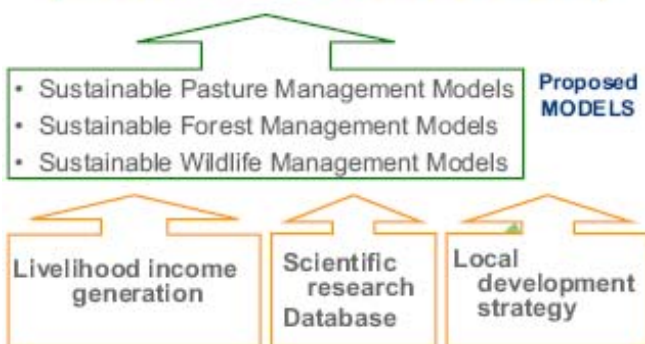 • Sustainable Pasture Management Models
• Sustainable Forest Management Models
• Sustainable Wildlife Management Models
Proposed
MODELS
Livelihood income
generation
Scientific
research
Database
Local
development
strategy